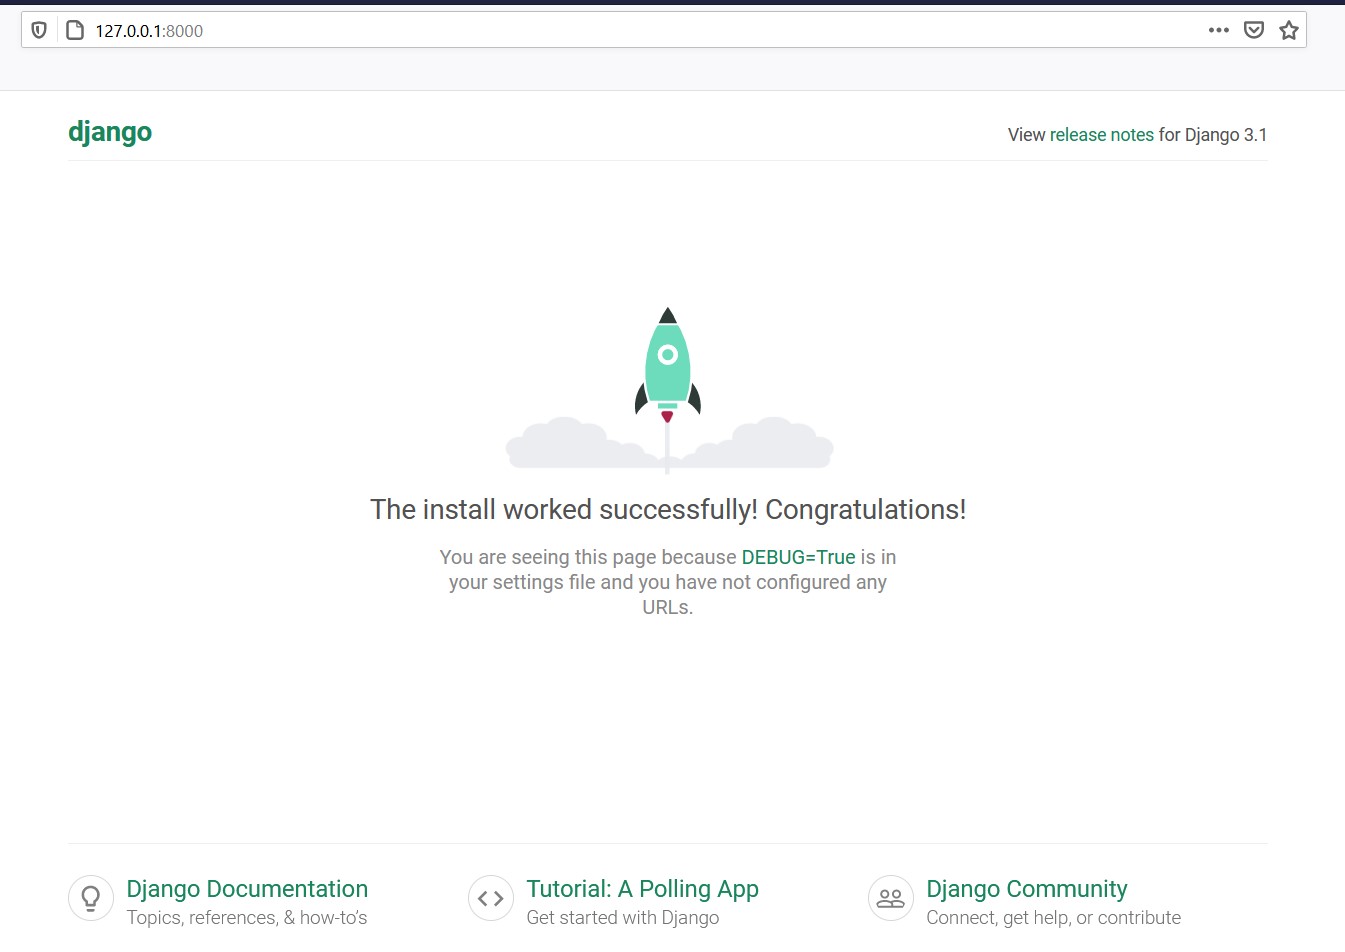 127.0.0.1:8000
django
View release notes for Django 3.1
The install worked successfully! Congratulations!
You are seeing this page because DEBUG=True is in
your settings file and you have not configured any
URLs.
Django Documentation
Topics, references, & how-to’s
Tutorial: A Polling App
Get started with Django
Django Community
Connect, get help, or contribute